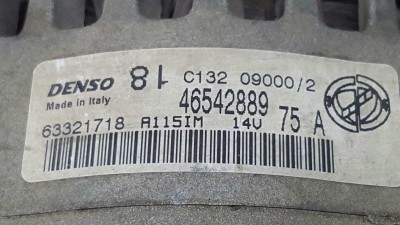 DENSO 81 C132 09000/2
Made in Italy 46542889
63321718 A115IM 14V 75 A